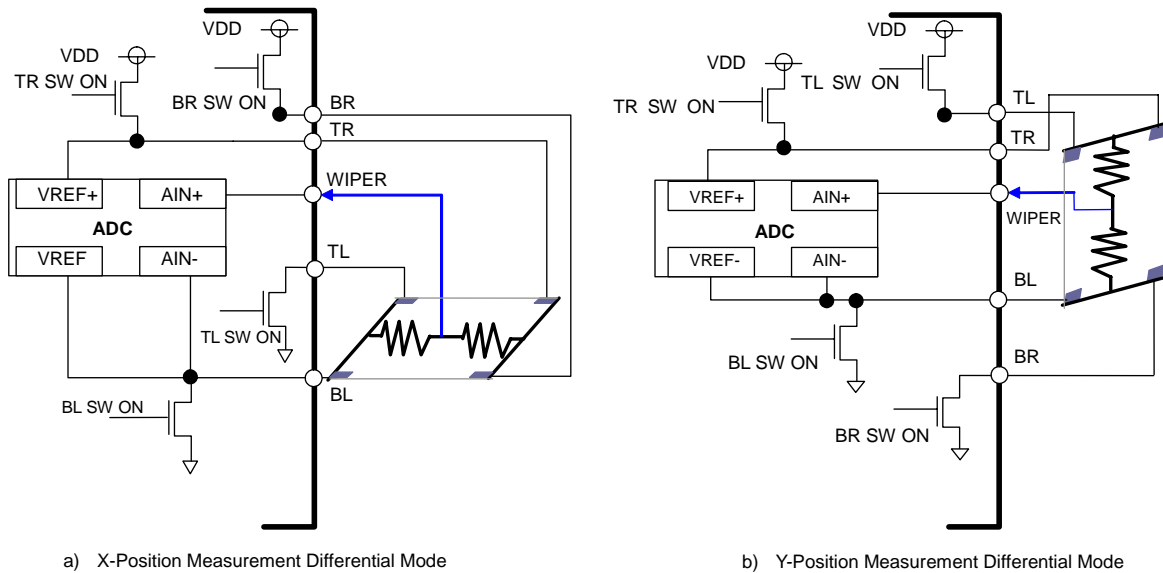 VDD
VDD
TR SW ON
BR SW ON
BR
TR
WIPER
VREF+
AIN+
ADC
VREF
AIN-
TL
TL SW ON
BL
BL SW ON
a) X-Position Measurement Differential Mode
VDD
VDD
TL SW ON
TR SW ON
TL
TR
VREF+
AIN+
WIPER
ADC
VREF-
AIN-
BL
BL SW ON
BR
BR SW ON
b) Y-Position Measurement Differential Mode